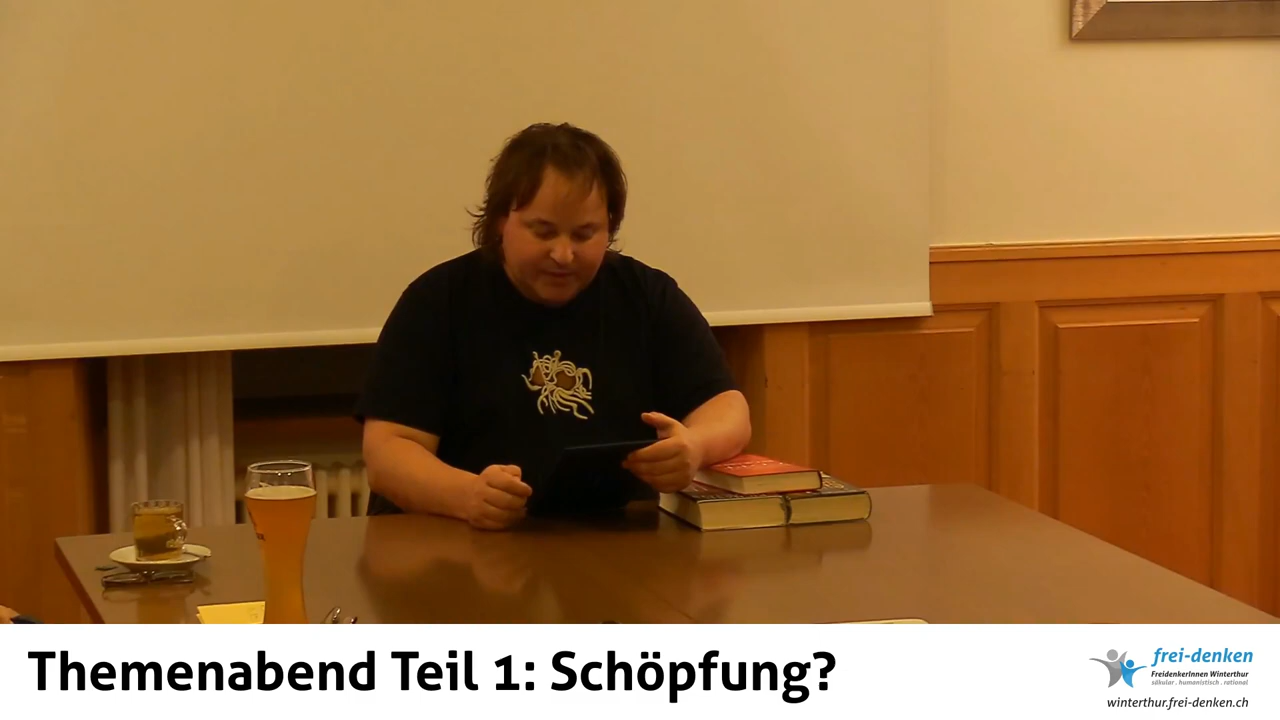 Themenabend Teil 1: Schöpfung?
frei-denken
FreidenkerInnen Winterthur
säkular . humanistisch . rational
winterthur.frei-denken.ch